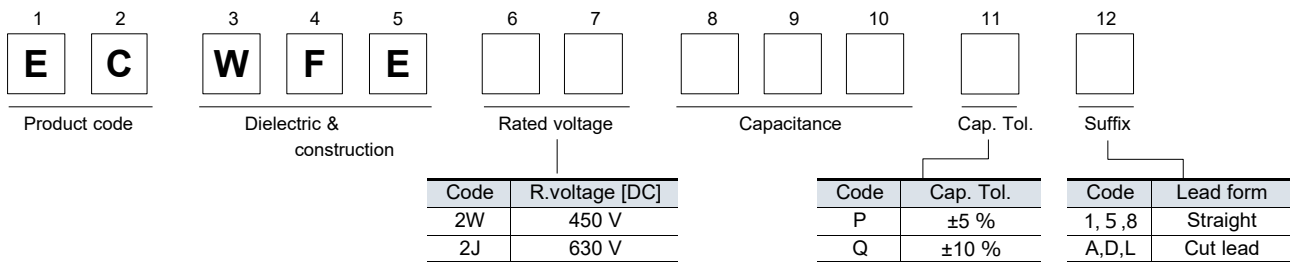 1 2 3 4 5 6 7 8 9 10 11 12
E C W F E
Product code Dielectric & Rated voltage Capacitance Cap. Tol. Suffix
construction
Code R.voltage [DC] Code Cap. Tol. Code Lead form
2W 450 V P ±5 % 1, 5 ,8 Straight
2J 630 V Q ±10 % A,D,L Cut lead